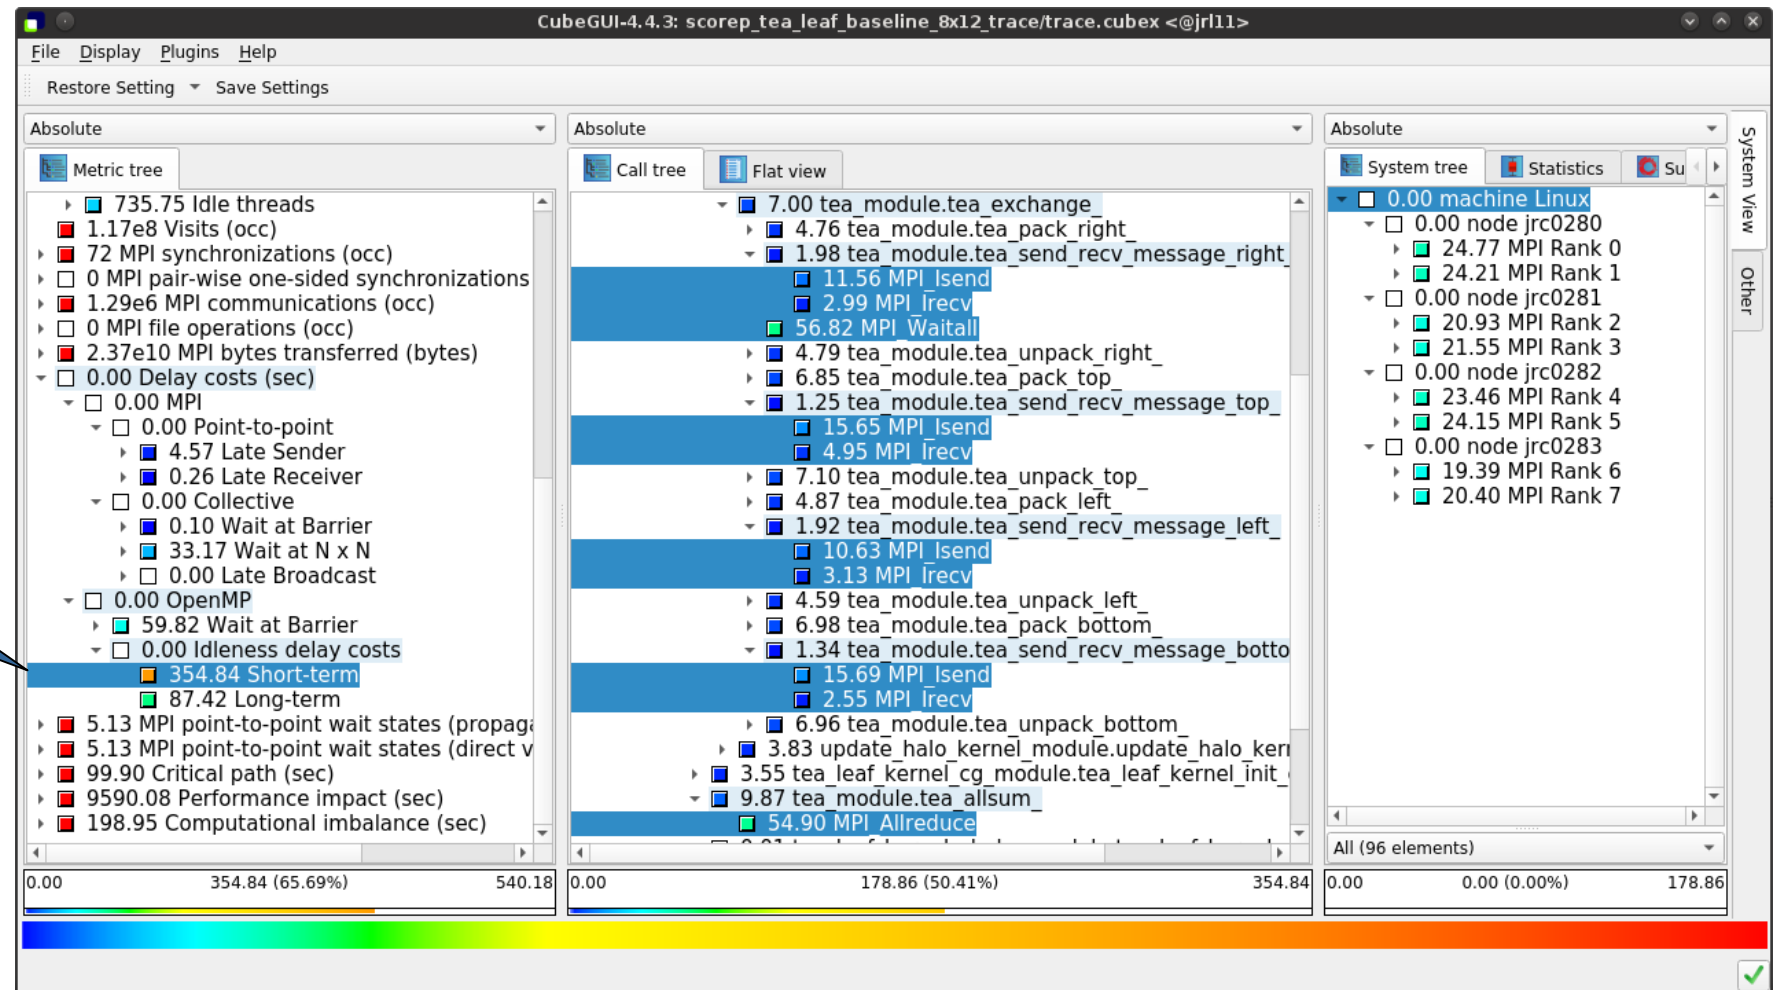 CubeGUI-4.4.3: scorep_tea_leaf_baseline_8x12_trace/trace.cubex <@jrl11>
File Display Plugins Help
Restore Setting Save Settings
Absolute
Metric tree
735.75 Idle threads
1.17e8 Visits (occ)
72 MPI synchronizations (occ)
0 MPI pair-wise one-sided synchronizations
1.29e6 MPI communications (occ)
0 MPI file operations (occ)
2.37e10 MPI bytes transferred (bytes)
0.00 Delay costs (sec)
0.00 MPI
0.00 Point-to-point
4.57 Late Sender
0.26 Late Receiver
0.00 Collective
0.10 Wait at Barrier
33.17 Wait at N x N
0.00 Late Broadcast
0.00 OpenMP
59.82 Wait at Barrier
0.00 Idleness delay costs
354.84 Short-term
87.42 Long-term
5.13 MPI point-to-point wait states (propag
5.13 MPI point-to-point wait states (direct v
99.90 Critical path (sec)
9590.08 Performance impact (sec)
198.95 Computational imbalance (sec)
0.00 354.84 (65.69%) 540.18
Absolute
Call tree Flat view
7.00 tea_module.tea_exchange_
4.76 tea_module.tea_pack_right_
1.98 tea_module.tea_send_recv_message_right_
11.56 MPI_Isend
2.99 MPI_Irecv
56.82 MPI_Waitall
4.79 tea_module.tea_unpack_right_
6.85 tea_module.tea_pack_top_
1.25 tea_module.tea_send_recv_message_top_
15.65 MPI_Isend
4.95 MPI_Irecv
7.10 tea_module.tea_unpack_top_
4.87 tea_module.tea_pack_left_
1.92 tea_module.tea_send_recv_message_left_
10.63 MPI_Isend
3.13 MPI_Irecv
4.59 tea_module.tea_unpack_left_
6.98 tea_module.tea_pack_bottom_
1.34 tea_module.tea_send_recv_message_botto
15.69 MPI_Isend
2.55 MPI_Irecv
6.96 tea_module.tea_unpack_bottom_
3.83 update_halo_kernel_module.update_halo_ker
3.55 tea_leaf_kernel_cg_module.tea_leaf_kernel_init_
9.87 tea_module.tea_allsum_
54.90 MPI_Allreduce
0.00 178.86 (50.41%) 354.84
Absolute
System tree Statistics Su
0.00 machine Linux
0.00 node jrc0280
24.77 MPI Rank 0
24.21 MPI Rank 1
0.00 node jrc0281
20.93 MPI Rank 2
21.55 MPI Rank 3
0.00 node jrc0282
23.46 MPI Rank 4
24.15 MPI Rank 5
0.00 node jrc0283
19.39 MPI Rank 6
20.40 MPI Rank 7
All (96 elements)
0.00 0.00 (0.00%) 178.86
System View
Other